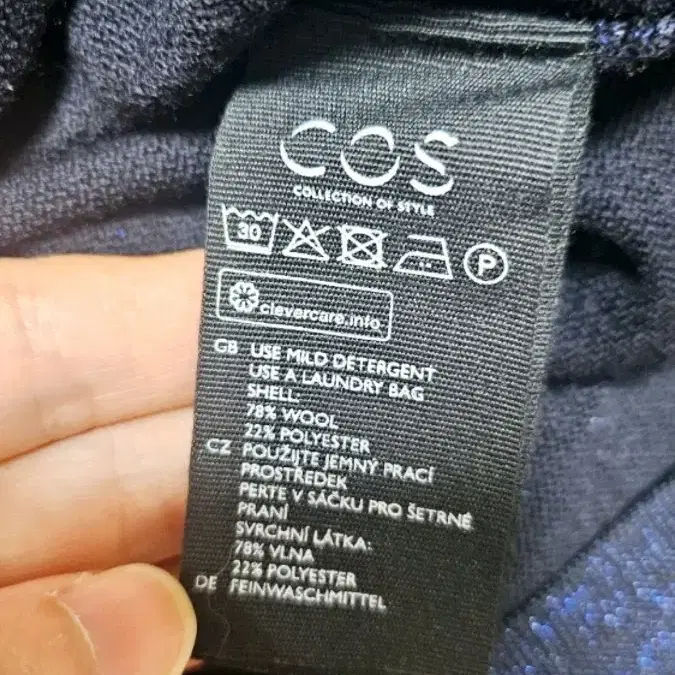 COS
COLLECTION OF STYLE
30
P
clevercare.info
GB USE MILD DETERGENT
USE A LAUNDRY BAG
SHELL:
78% WOOL
22% POLYESTER
CZ POUŽIJTE JEMNÝ PRACÍ
PROSTŘEDEK
PERTE V SÁČKU PRO ŠETRNÉ
PRANÍ
SVRCHNÍ LÁTKA:
78% VLNA
22% POLYESTER
DE FEINWASCHMITTEL